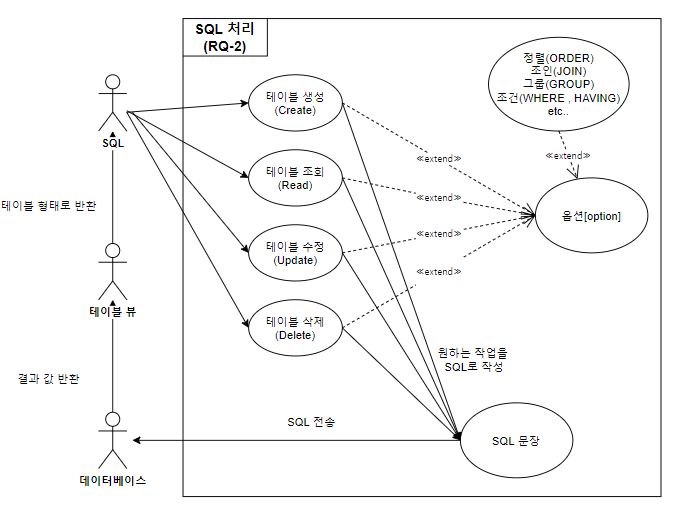 SQL 처리
(RQ-2)
정렬(ORDER)
조인(JOIN)
그룹(GROUP)
조건(WHERE , HAVING)
etc..
테이블 생성
(Create)
SQL
≪extend≫
≪extend≫
테이블 조회
(Read)
≪extend≫
테이블 형태로 반환
옵션[option]
≪extend≫
테이블 수정
(Update)
≪extend≫
테이블 뷰
테이블 삭제
(Delete)
원하는 작업을
SQL로 작성
결과 값 반환
SQL 전송
SQL 문장
데이터베이스